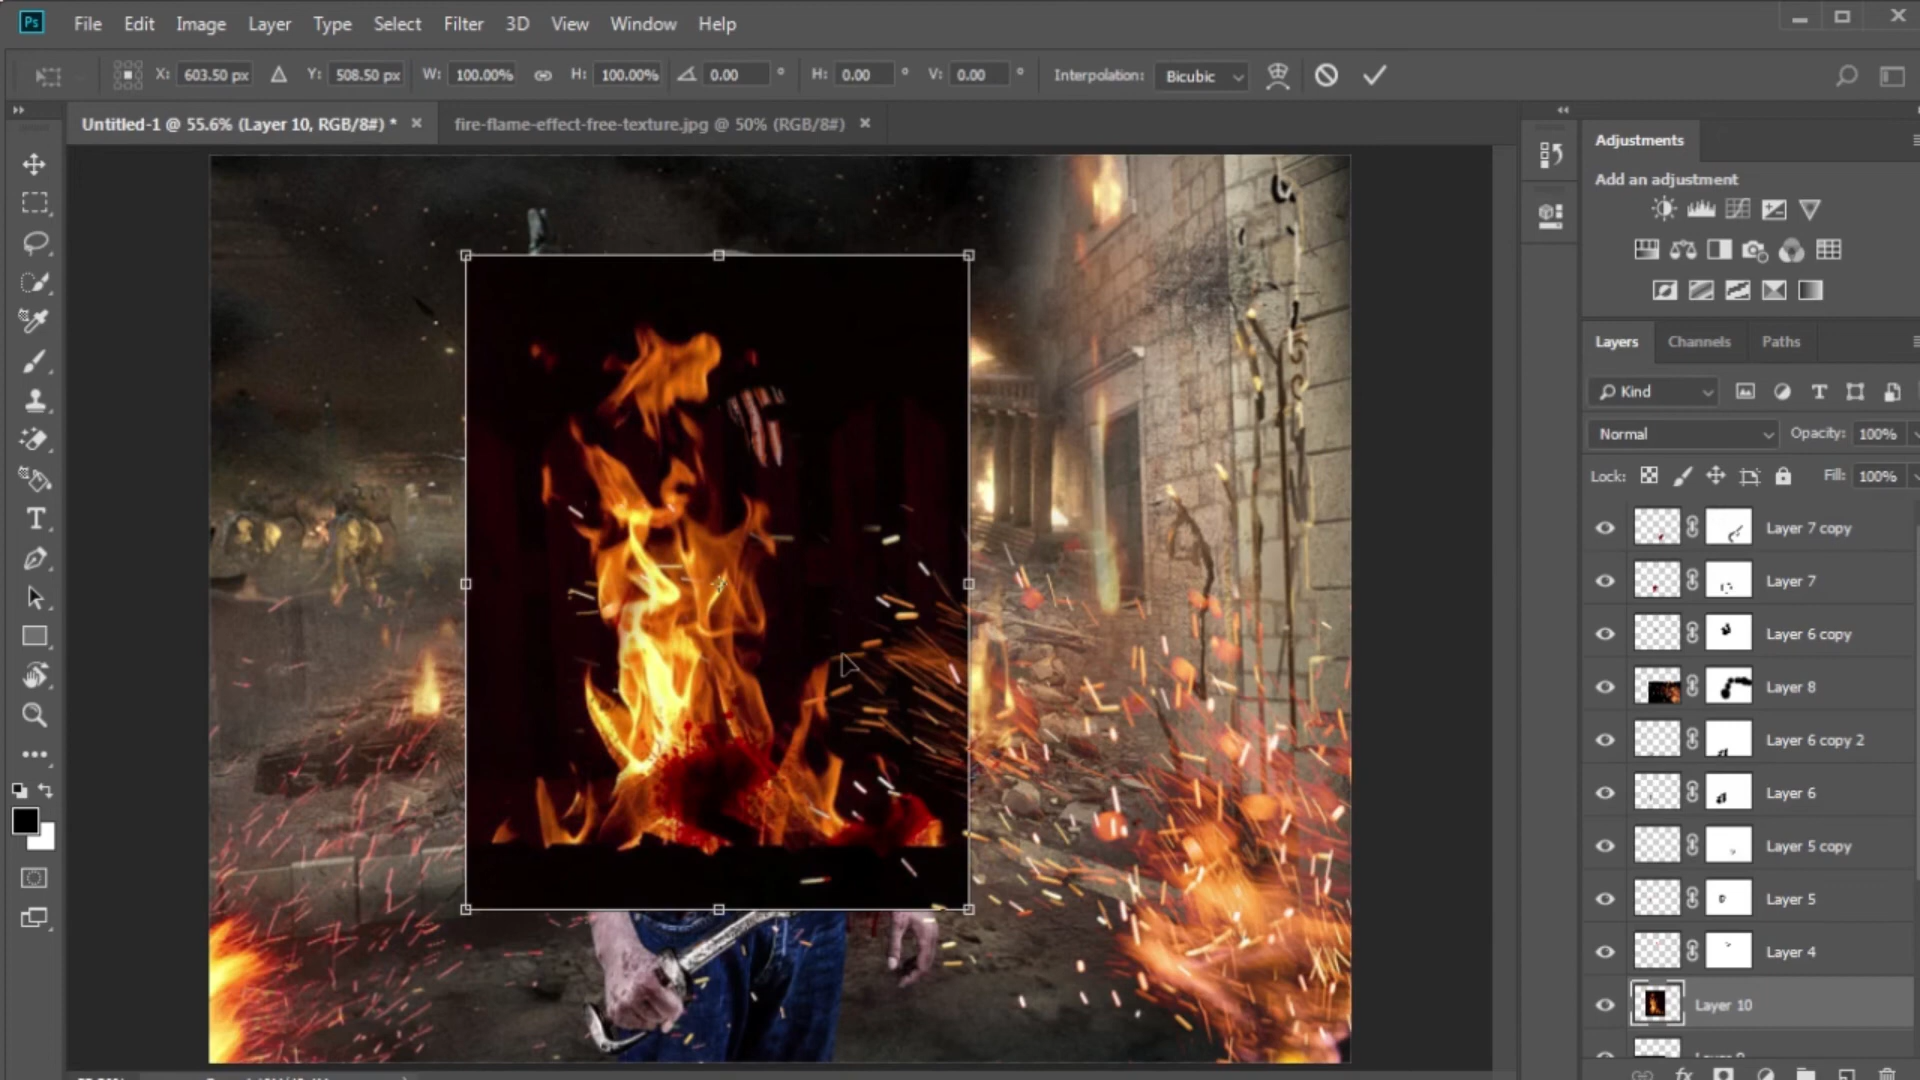 Ps File Edit Image Layer Type Select Filter 3D View Window Help
X: 603.50 px Y: 508.50 px W: 100.00% H: 100.00% 0.00 ° H: 0.00 ° V: 0.00 ° Interpolation: Bicubic
Untitled-1 @ 55.6% (Layer 10, RGB/8#) * × fire-flame-effect-free-texture.jpg @ 50% (RGB/8#) ×
Adjustments
Add an adjustment
Layers Channels Paths
Kind
Normal Opacity: 100%
Lock: Fill: 100%
Layer 7 copy
Layer 7
Layer 6 copy
Layer 8
Layer 6 copy 2
Layer 6
Layer 5 copy
Layer 5
Layer 4
Layer 10
fx